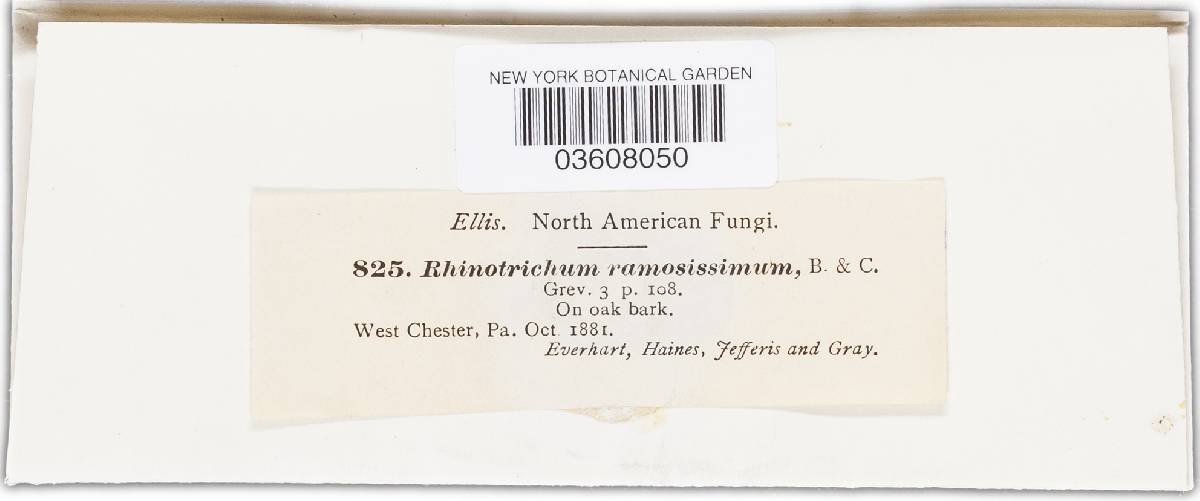 NEW YORK BOTANICAL GARDEN
03608050
Ellis. North American Fungi.
825. Rhinotrichum ramosissimum, B. & C.
Grev. 3 p. 108.
On oak bark.
West Chester, Pa. Oct 1881.
Everhart, Haines, Jefferis and Gray.